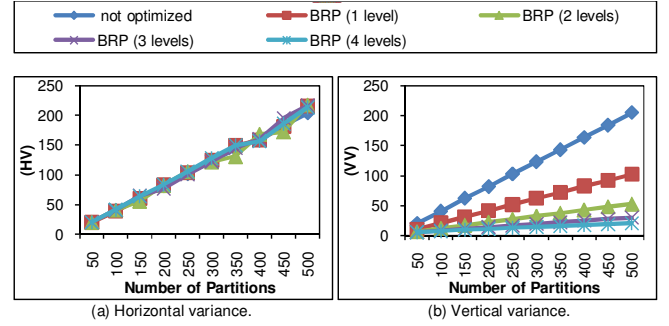 not optimized
BRP (1 level)
BRP (2 levels)
BRP (3 levels)
BRP (4 levels)
250
200
150
100
50
0
(HV)
50
100
150
200
250
300
350
400
450
500
Number of Partitions
(a) Horizontal variance.
250
200
150
100
50
0
(VV)
50
100
150
200
250
300
350
400
450
500
Number of Partitions
(b) Vertical variance.